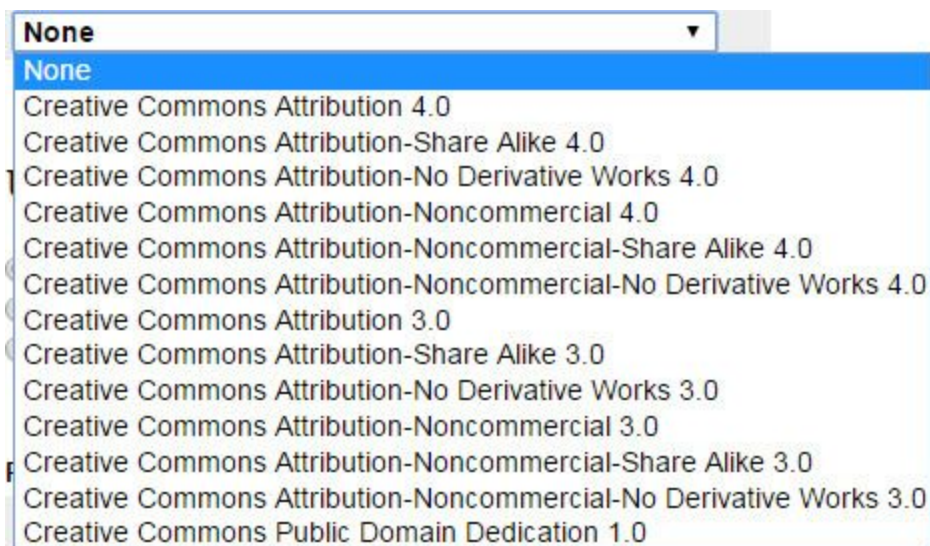 None
None
Creative Commons Attribution 4.0
Creative Commons Attribution-Share Alike 4.0
Creative Commons Attribution-No Derivative Works 4.0
Creative Commons Attribution-Noncommercial 4.0
Creative Commons Attribution-Noncommercial-Share Alike 4.0
Creative Commons Attribution-Noncommercial-No Derivative Works 4.0
Creative Commons Attribution 3.0
Creative Commons Attribution-Share Alike 3.0
Creative Commons Attribution-No Derivative Works 3.0
Creative Commons Attribution-Noncommercial 3.0
Creative Commons Attribution-Noncommercial-Share Alike 3.0
Creative Commons Attribution-Noncommercial-No Derivative Works 3.0
Creative Commons Public Domain Dedication 1.0